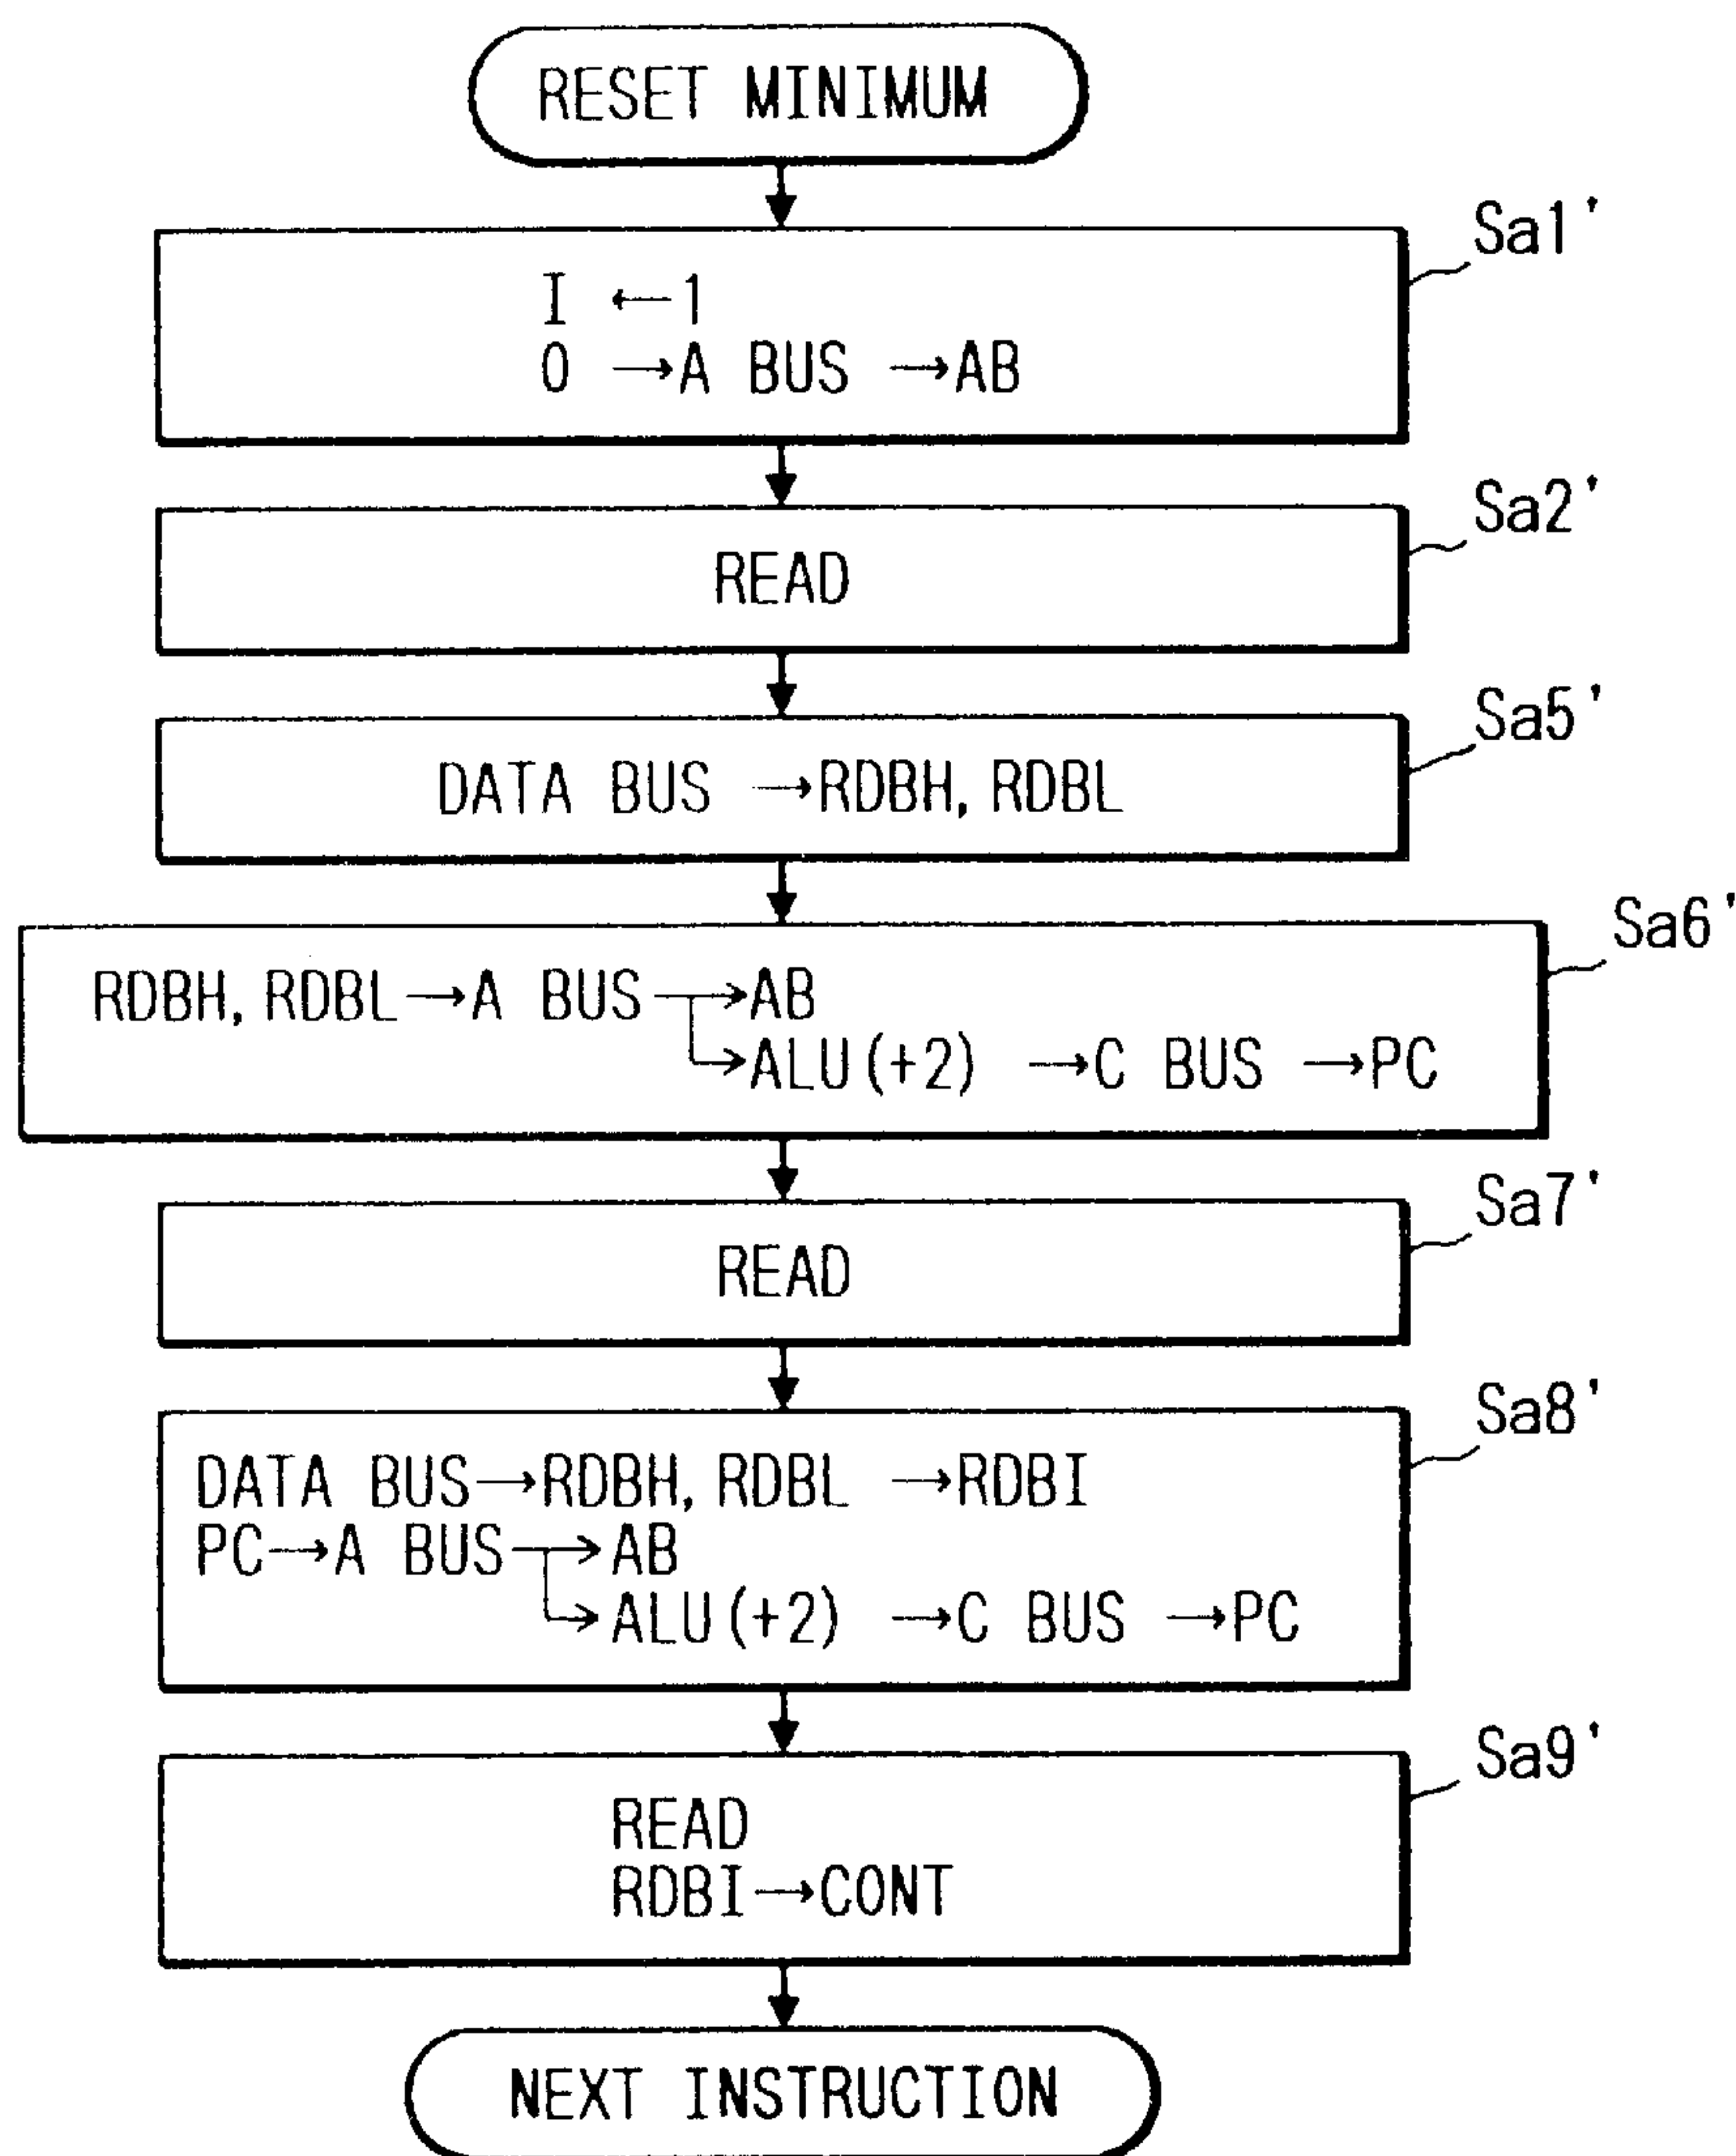 RESET MINIMUM
Sa1'
I ←1
0 →A BUS →AB
Sa2'
READ
Sa5'
DATA BUS →RDBH, RDBL
Sa6'
RDBH, RDBL→A BUS→AB
→ALU(+2) →C BUS →PC
Sa7'
READ
Sa8'
DATA BUS→RDBH, RDBL →RDBI
PC→A BUS→AB
→ALU(+2) →C BUS →PC
Sa9'
READ
RDBI→CONT
NEXT INSTRUCTION